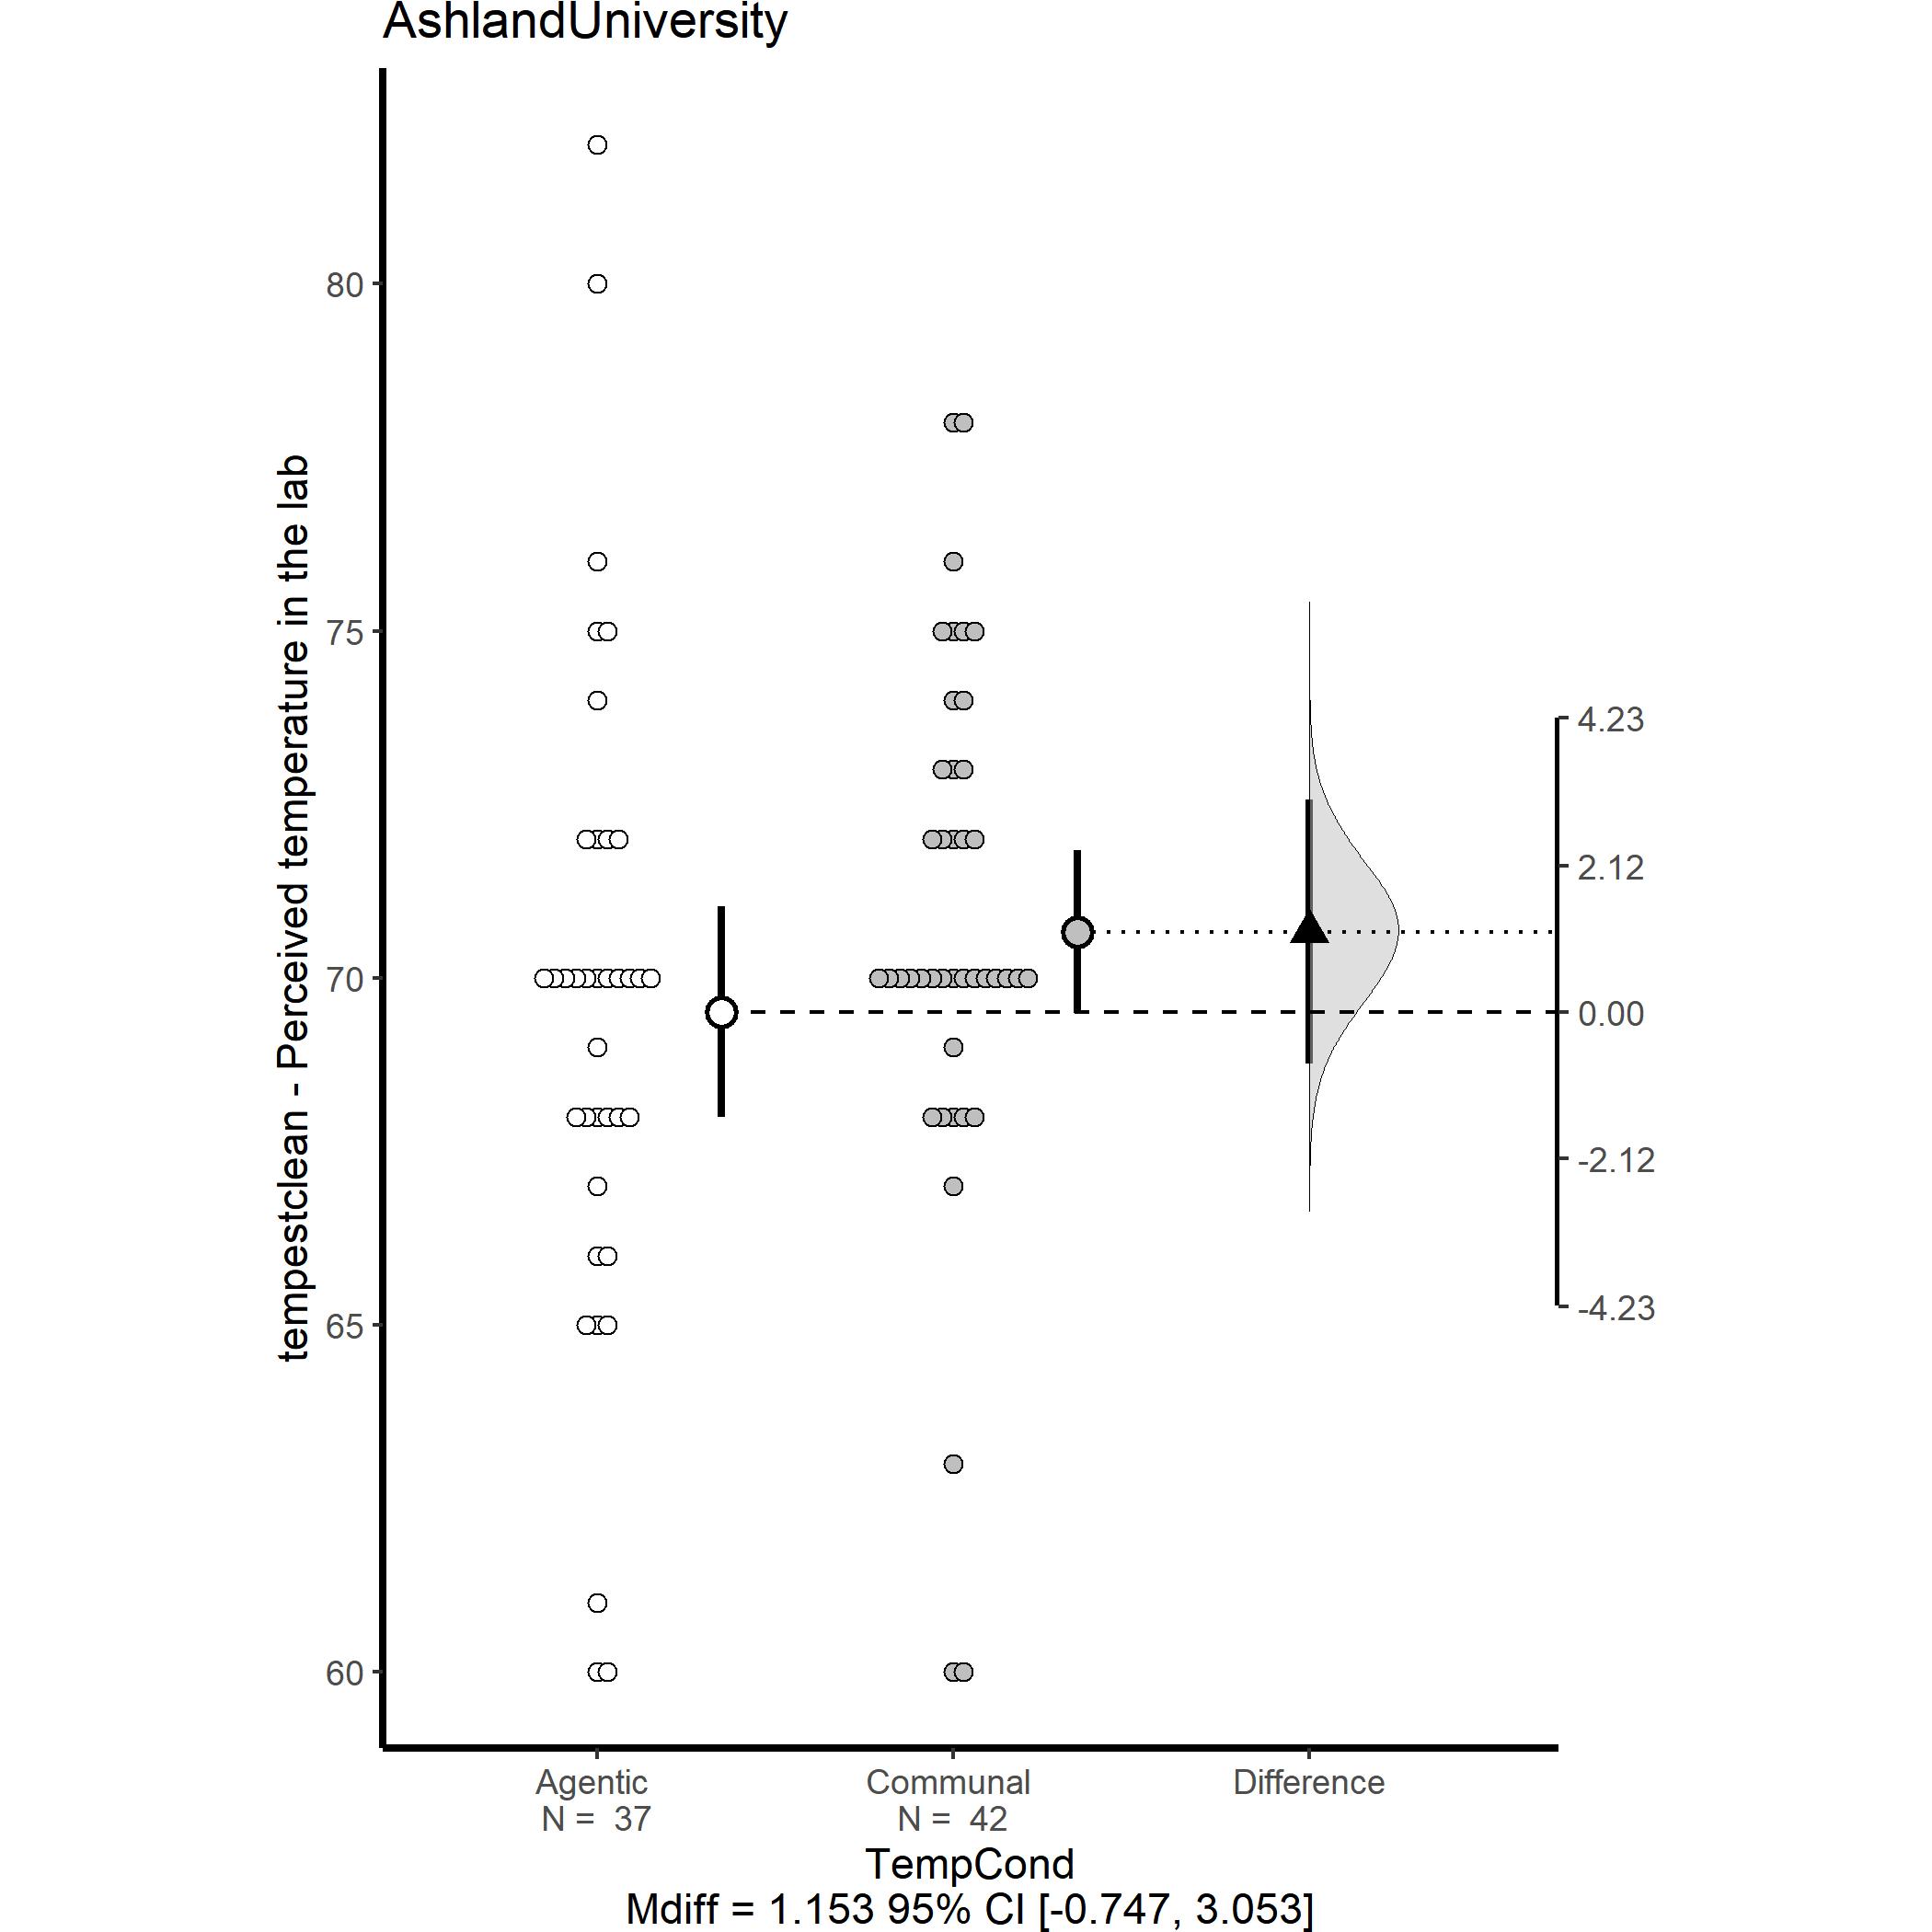 AshlandUniversity
tempestclean - Perceived temperature in the lab
80
75
70
65
60
4.23
2.12
0.00
-2.12
-4.23
Agentic
N =  37
Communal
N =  42
Difference
TempCond
Mdiff = 1.153 95% CI [-0.747, 3.053]